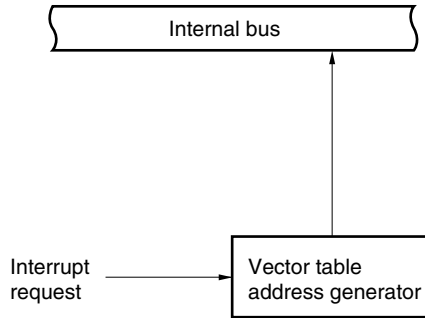 Internal bus
Interrupt
request
Vector table
address generator